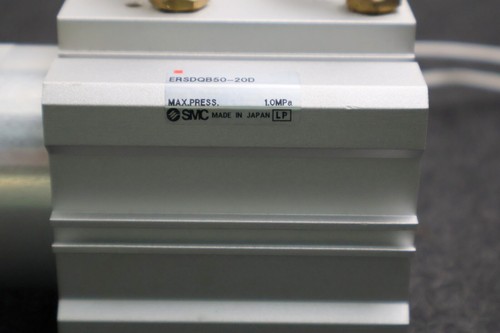 ERSDQB50-20D
MAX.PRESS. 1.0MPa
SMC MADE IN JAPAN LP